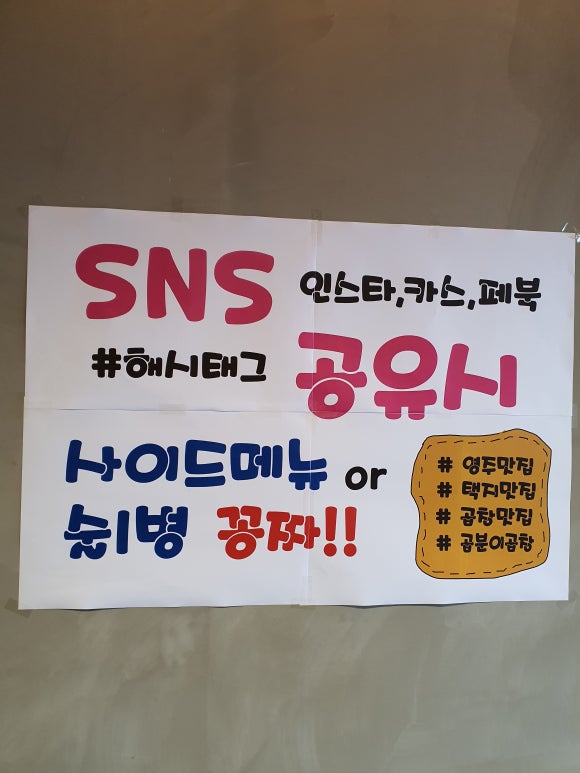 SNS 인스타,카스,페북
#해시태그 공유시
사이드메뉴 or
쉬병 꽁짜!!
# 영주맛집
# 택지맛집
# 곱창맛집
# 곱분이곱창